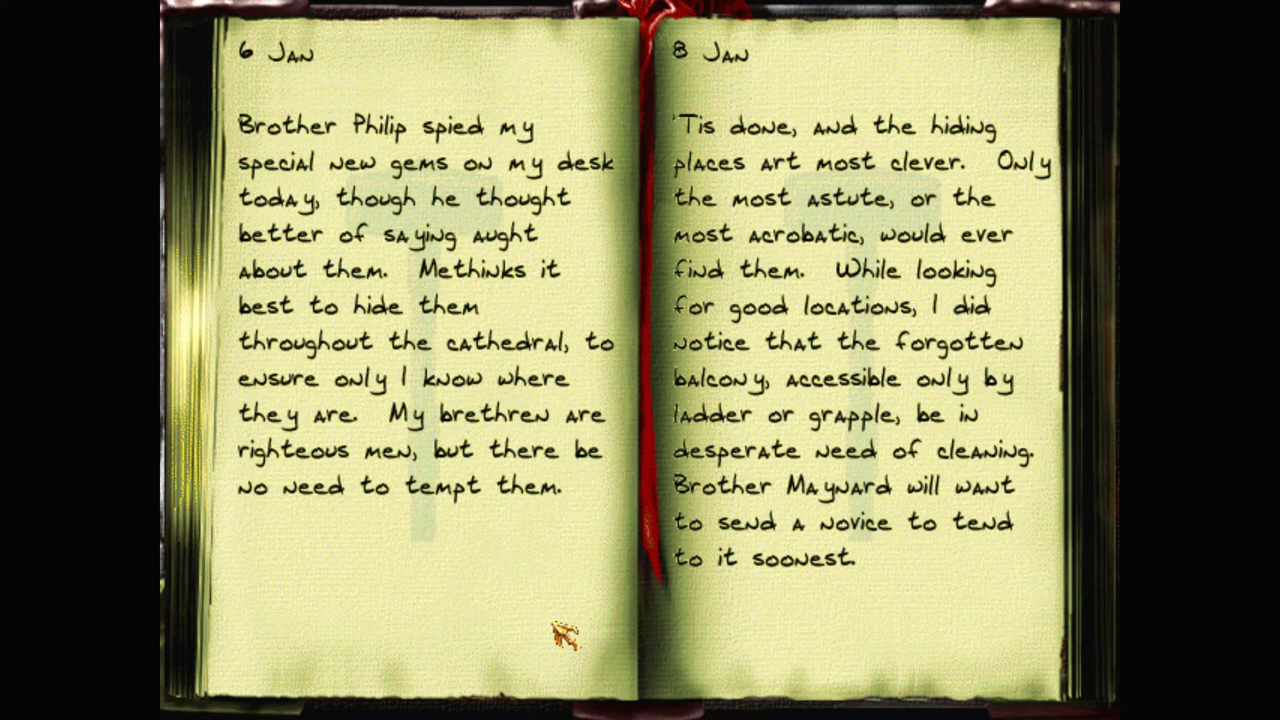 6 Jan
Brother Philip spied my
special new gems on my desk
today, though he thought
better of saying aught
about them.  Methinks it
best to hide them
throughout the cathedral, to
ensure only I know where
they are.  My brethren are
righteous men, but there be
no need to tempt them.
8 Jan
'Tis done, and the hiding
places art most clever.  Only
the most astute, or the
most acrobatic, would ever
find them.  While looking
for good locations, I did
notice that the forgotten
balcony, accessible only by
ladder or grapple, be in
desperate need of cleaning.
Brother Maynard will want
to send a novice to tend
to it soonest.